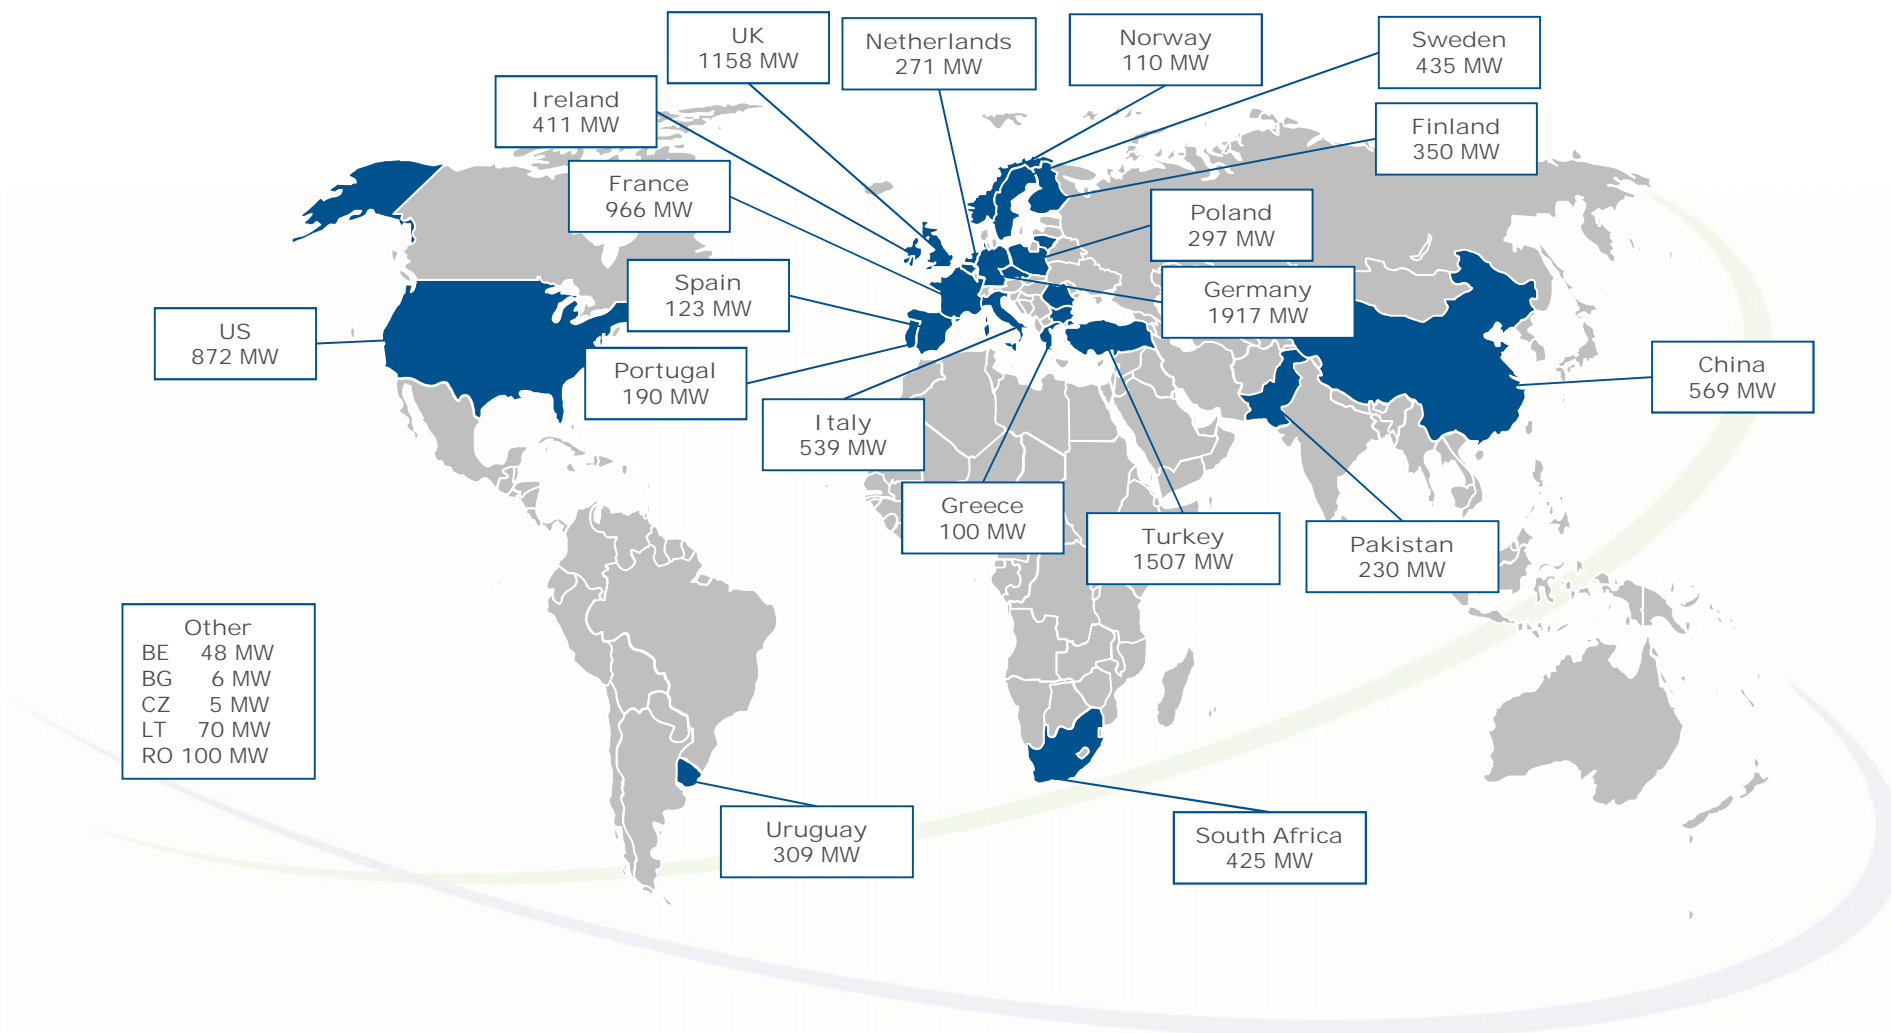 UK
1158 MW
Netherlands
271 MW
Norway
110 MW
Sweden
435 MW
Ireland
411 MW
Finland
350 MW
France
966 MW
Poland
297 MW
Spain
123 MW
Germany
1917 MW
US
872 MW
Portugal
190 MW
China
569 MW
Italy
539 MW
Greece
100 MW
Turkey
1507 MW
Pakistan
230 MW
Other
BE 48 MW
BG 6 MW
CZ 5 MW
LT 70 MW
RO 100 MW
Uruguay
309 MW
South Africa
425 MW